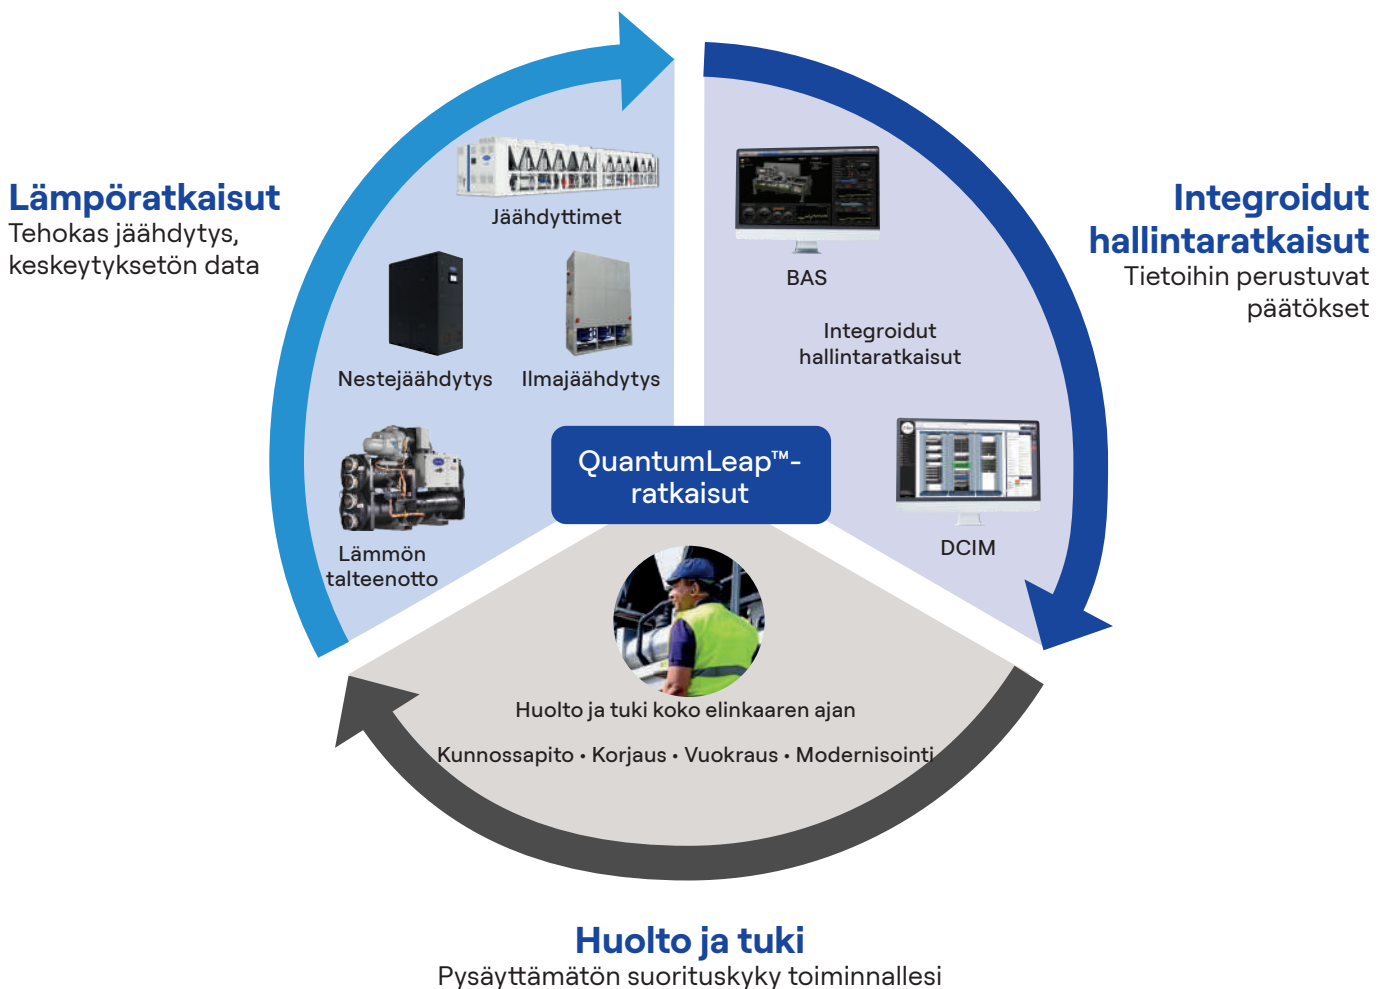 Lämpöratkaisut
Tehokas jäähdytys,
keskeytyksetön data
Jäähdyttimet
Nestejäähdytys
Ilmajäähdytys
Lämmön
talteenotto
Integroidut
hallintaratkaisut
Tietoihin perustuvat
päätökset
BAS
Integroidut
hallintaratkaisut
DCIM
QuantumLeap™-
ratkaisut
Huolto ja tuki koko elinkaaren ajan
Kunnossapito • Korjaus • Vuokraus • Modernisointi
Huolto ja tuki
Pysäyttämätön suorituskyky toiminnallesi